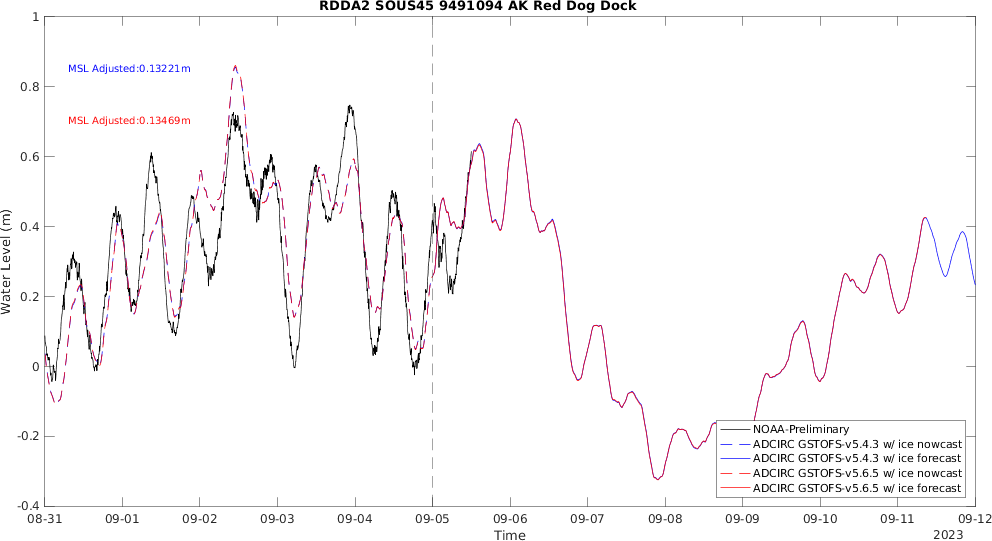 RDDA2 SOUS45 9491094 AK Red Dog Dock
MSL Adjusted:0.13221m
MSL Adjusted:0.13469m
Water Level (m)
1
0.8
0.6
0.4
0.2
0
-0.2
-0.4
NOAA-Preliminary
ADCIRC GSTOFS-v5.4.3 w/ ice nowcast
ADCIRC GSTOFS-v5.4.3 w/ ice forecast
ADCIRC GSTOFS-v5.6.5 w/ ice nowcast
ADCIRC GSTOFS-v5.6.5 w/ ice forecast
08-31 09-01 09-02 09-03 09-04 09-05 09-06 09-07 09-08 09-09 09-10 09-11 09-12
Time
2023